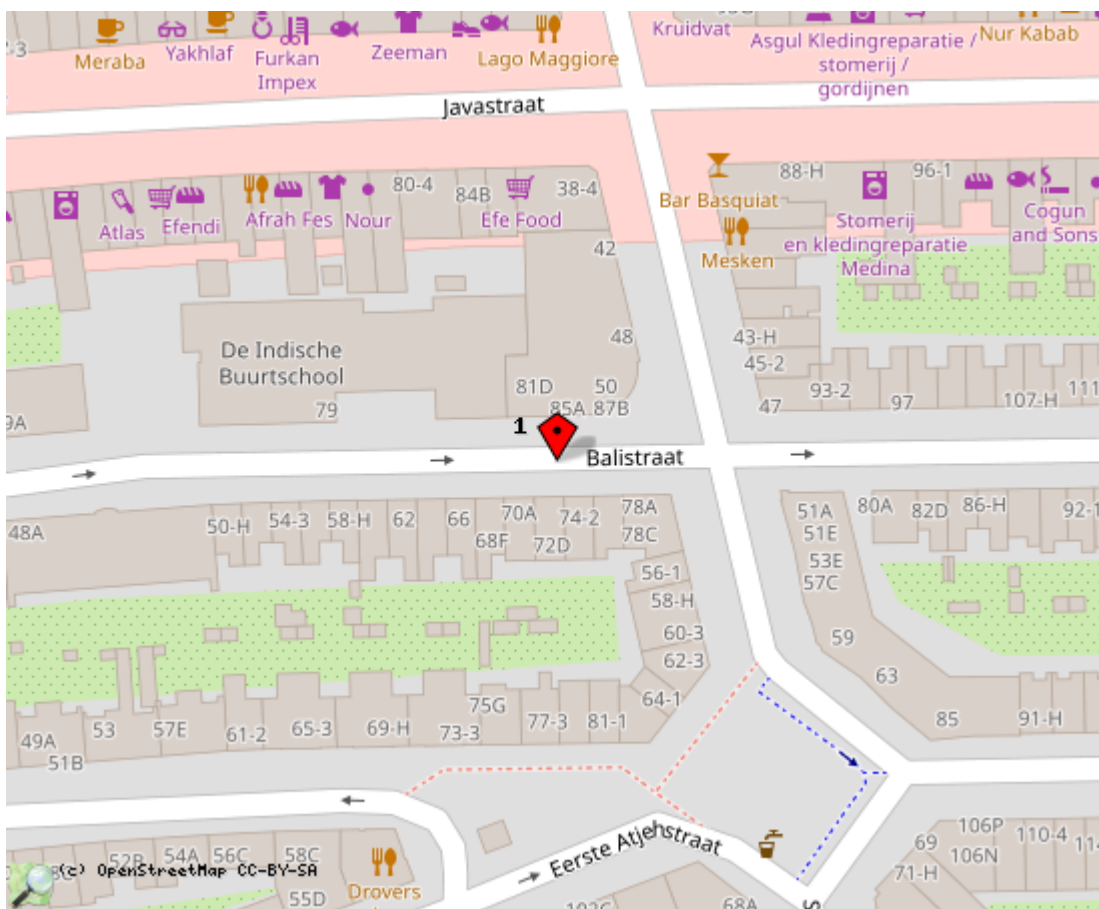 Meraba
Yakhlaf
Furkan
Impex
Zeeman
Lago Maggiore
Kruidvat
Asgul Kledingreparatie /
stomerij /
gordijnen
Nur Kabab
Javastraat
88-H
96-1
80-4
84B
38-4
Bar Basquiat
Atlas
Efendi
Afrah Fes
Nour
Efe Food
Stomerij
en kledingreparatie
Medina
Cogun
and Sons
42
Mesken
48
43-H
De Indische
Buurtschool
45-2
81D
50
93-2
107-H
79
85A
87B
47
97
1
Balistraat
48A
50-H
54-3
58-H
62
66
68F
70A
72D
74-2
78A
78C
51A
51E
53E
57C
80A
82D
86-H
92-1
56-1
58-H
60-3
62-3
64-1
59
63
85
91-H
49A
51B
53
57E
61-2
65-3
69-H
73-3
75G
77-3
81-1
Eerste Atjehstraat
52B
54A
56C
58C
(c) OpenStreetMap CC-BY-SA
55D
Drovers
68A
69
71-H
106P
106N
110-4